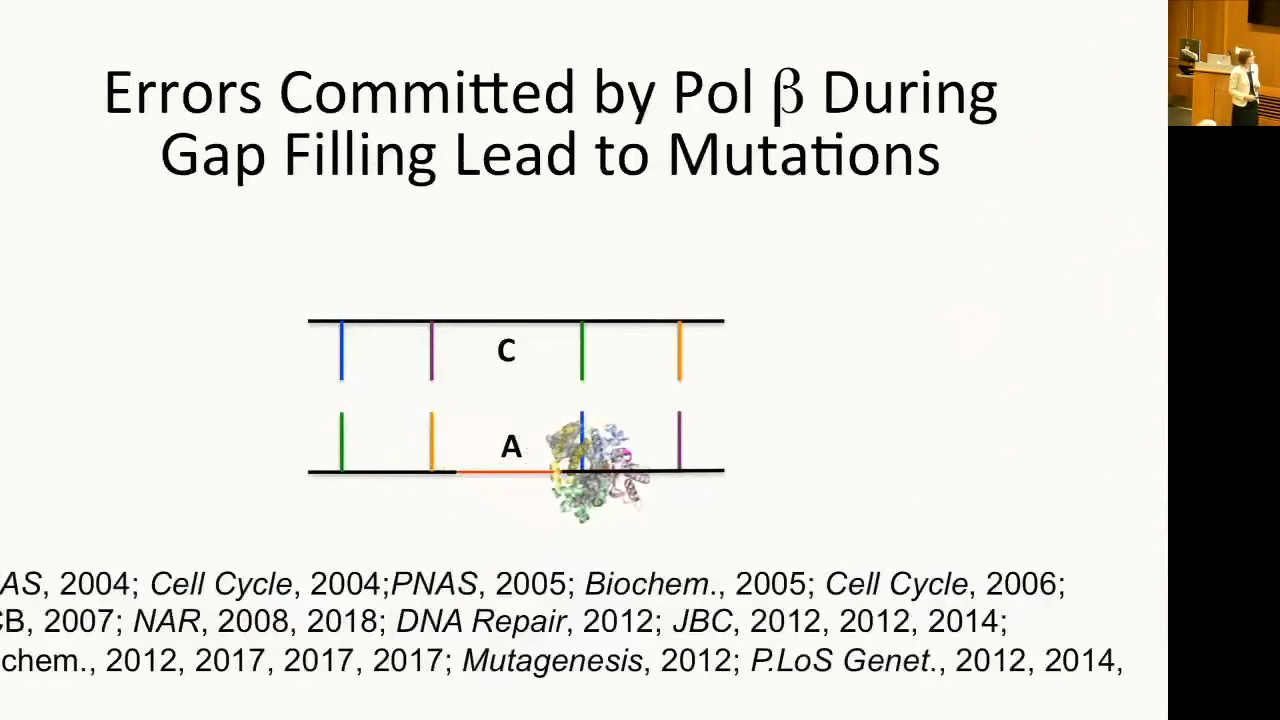 Errors Committed by Pol β During
Gap Filling Lead to Mutations
C
A
AS, 2004; Cell Cycle, 2004;PNAS, 2005; Biochem., 2005; Cell Cycle, 2006;
CB, 2007; NAR, 2008, 2018; DNA Repair, 2012; JBC, 2012, 2012, 2014;
chem., 2012, 2017, 2017, 2017; Mutagenesis, 2012; P.LoS Genet., 2012, 2014,